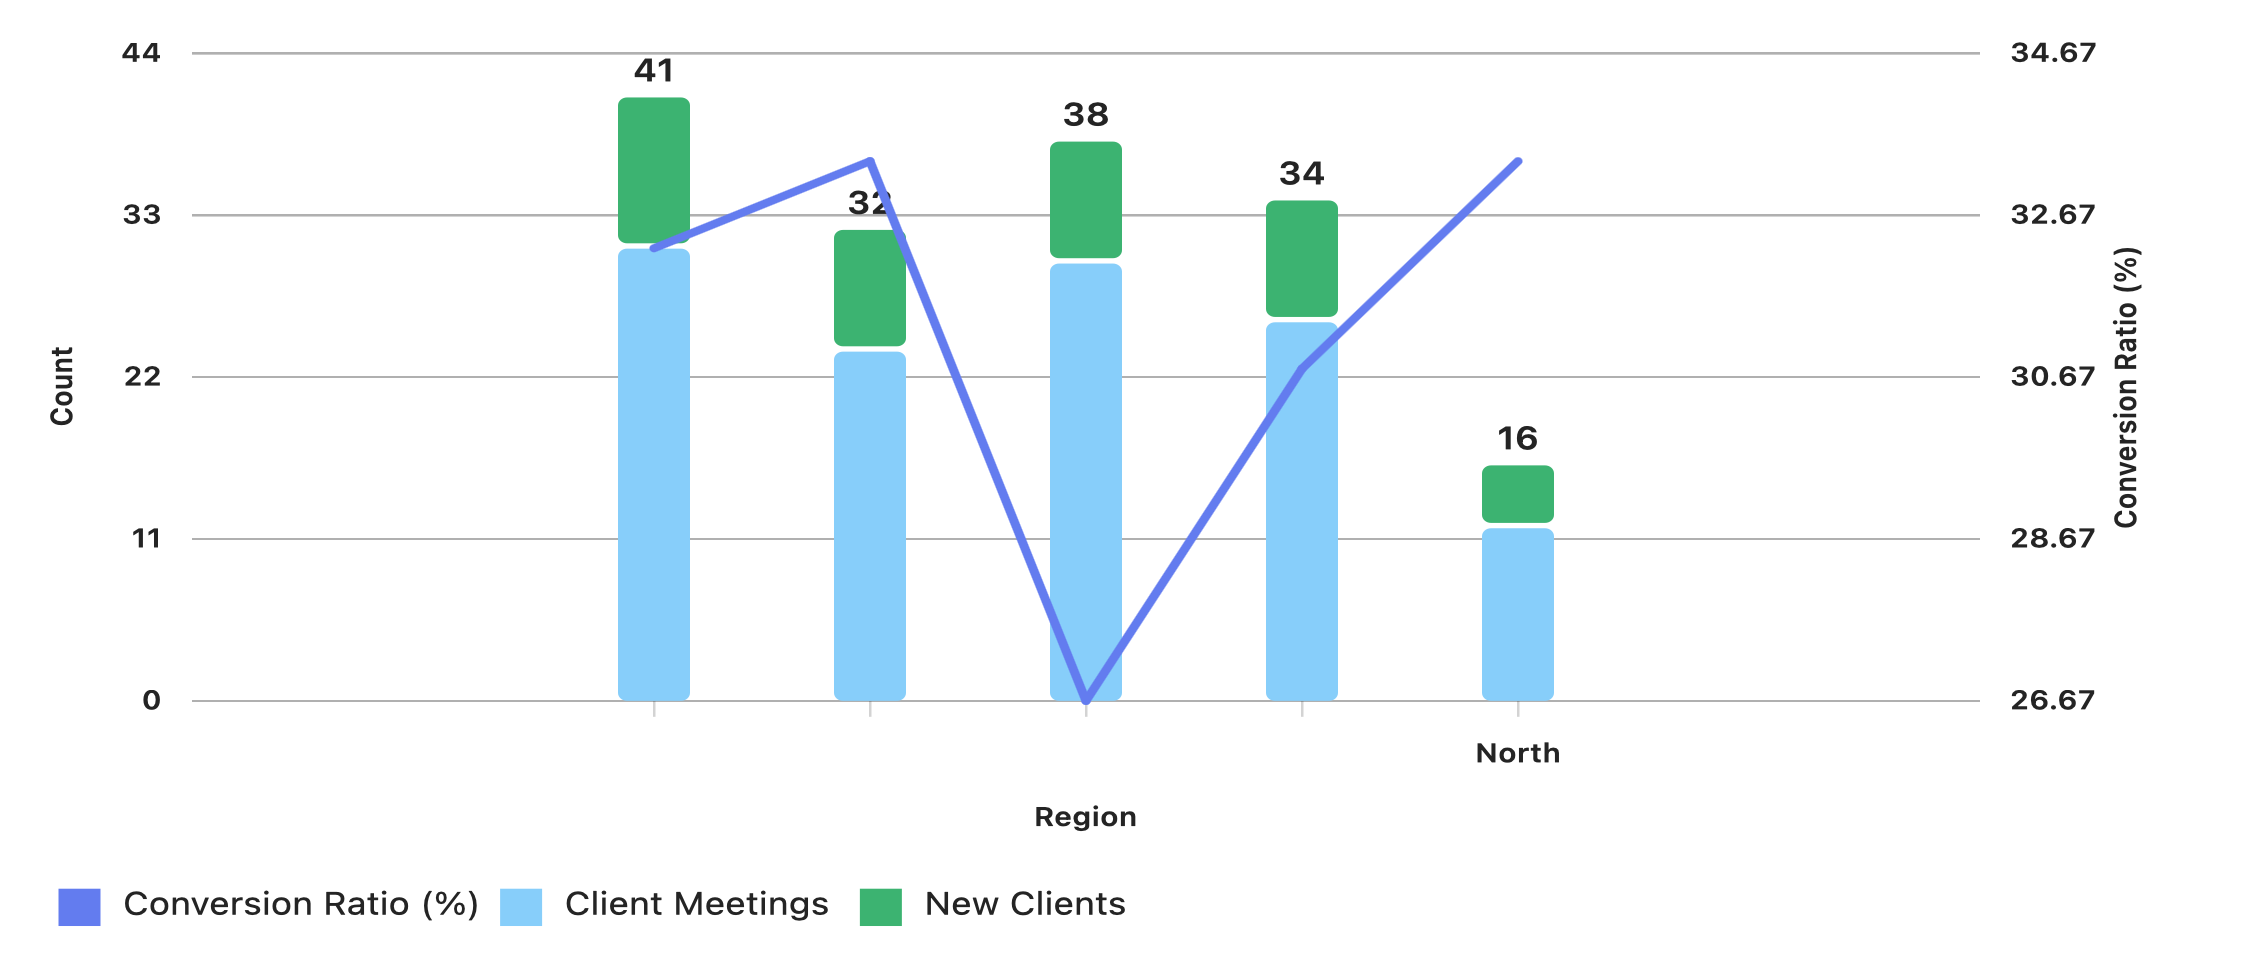 44
33
22
11
0
Count
41
32
38
34
16
34.67
32.67
30.67
28.67
26.67
Conversion Ratio (%)
North
Region
Conversion Ratio (%)
Client Meetings
New Clients